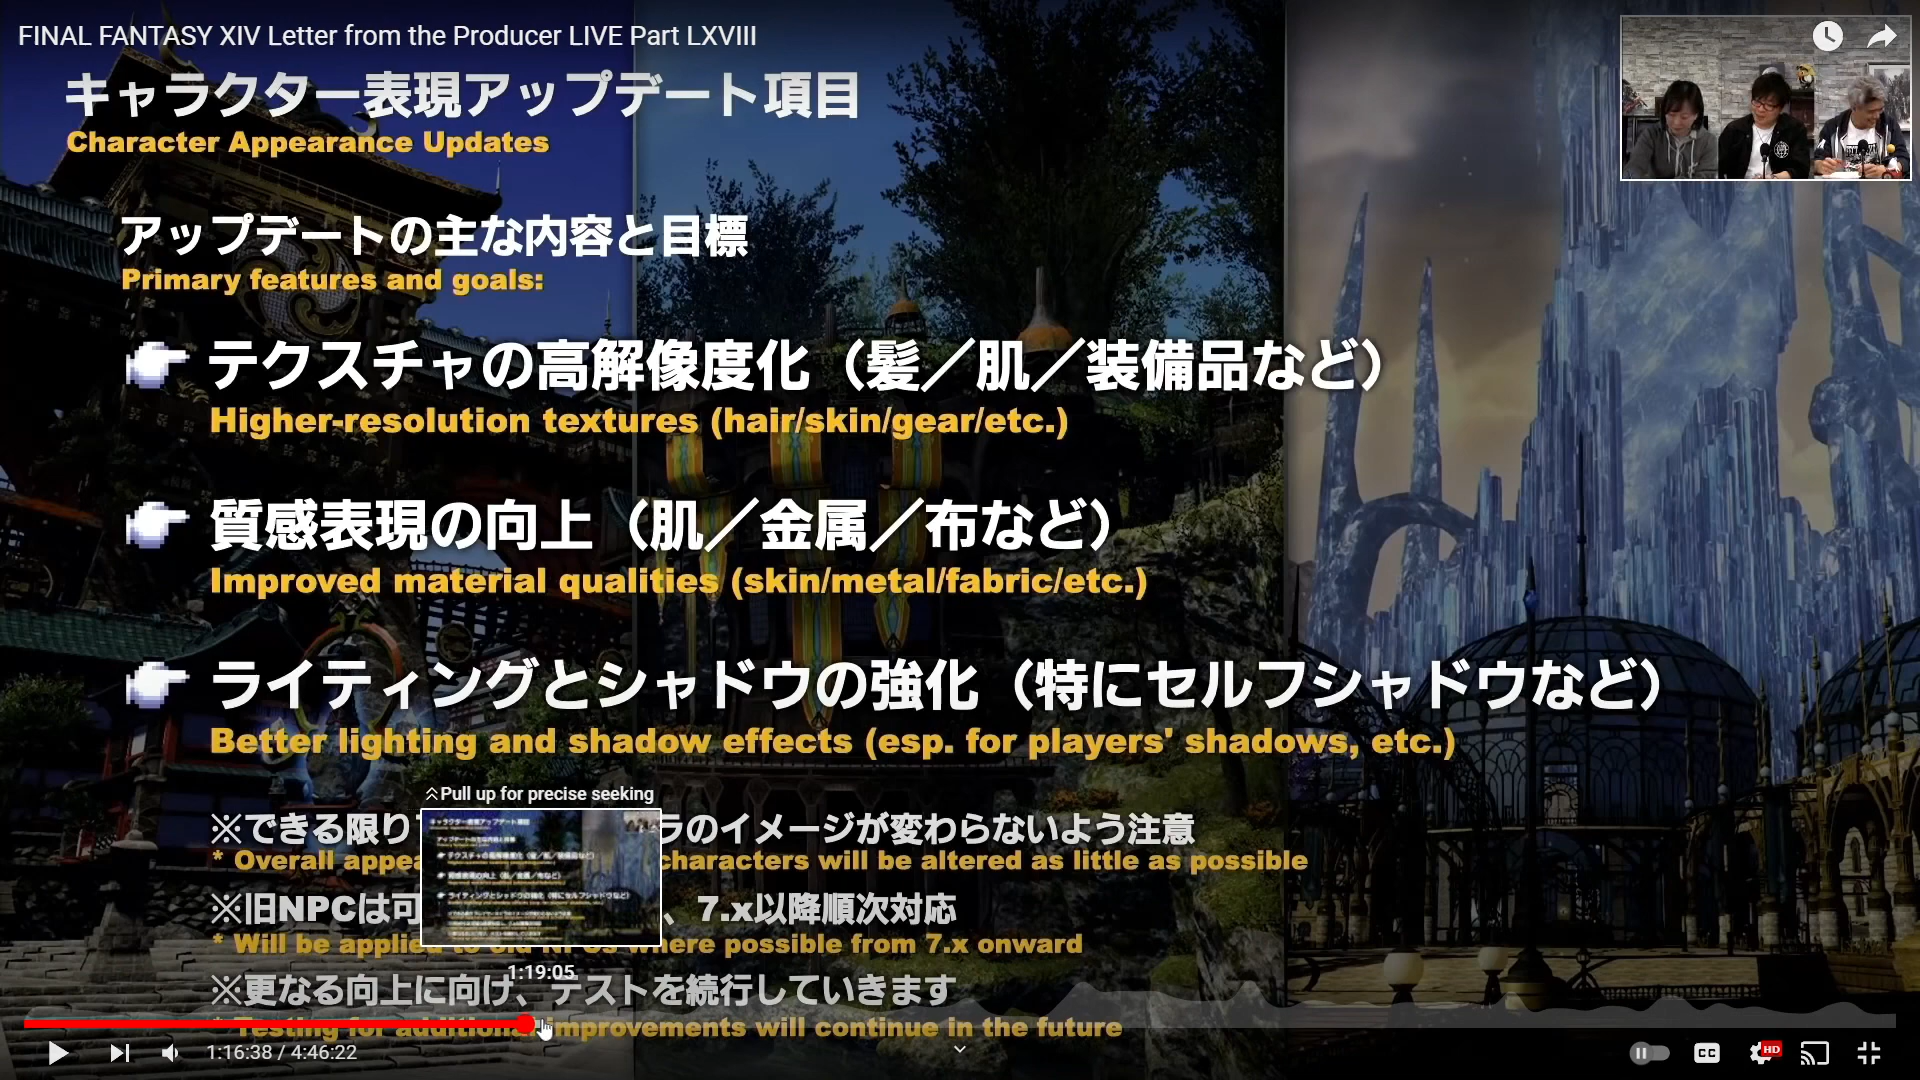 FINAL FANTASY XIV Letter from the Producer LIVE Part LXVIII
キャラクター表現アップデート項目
Character Appearance Updates
アップデートの主な内容と目標
Primary features and goals:
テクスチャの高解像度化（髪／肌／装備品など）
Higher-resolution textures (hair/skin/gear/etc.)
質感表現の向上（肌／金属／布など）
Improved material qualities (skin/metal/fabric/etc.)
ライティングとシャドウの強化（特にセルフシャドウなど）
Better lighting and shadow effects (esp. for players' shadows, etc.)
Pull up for precise seeking
※できる限り ラのイメージが変わらないよう注意
* Overall characters will be altered as little as possible
※旧NPCは可 、7.x以降順次対応
* Will be applied to old NPCs where possible from 7.x onward
1:19:05
※更なる向上に向け、テストを続行していきます
* Testing for additional improvements will continue in the future
1:16:38 / 4:46:22
CC
HD